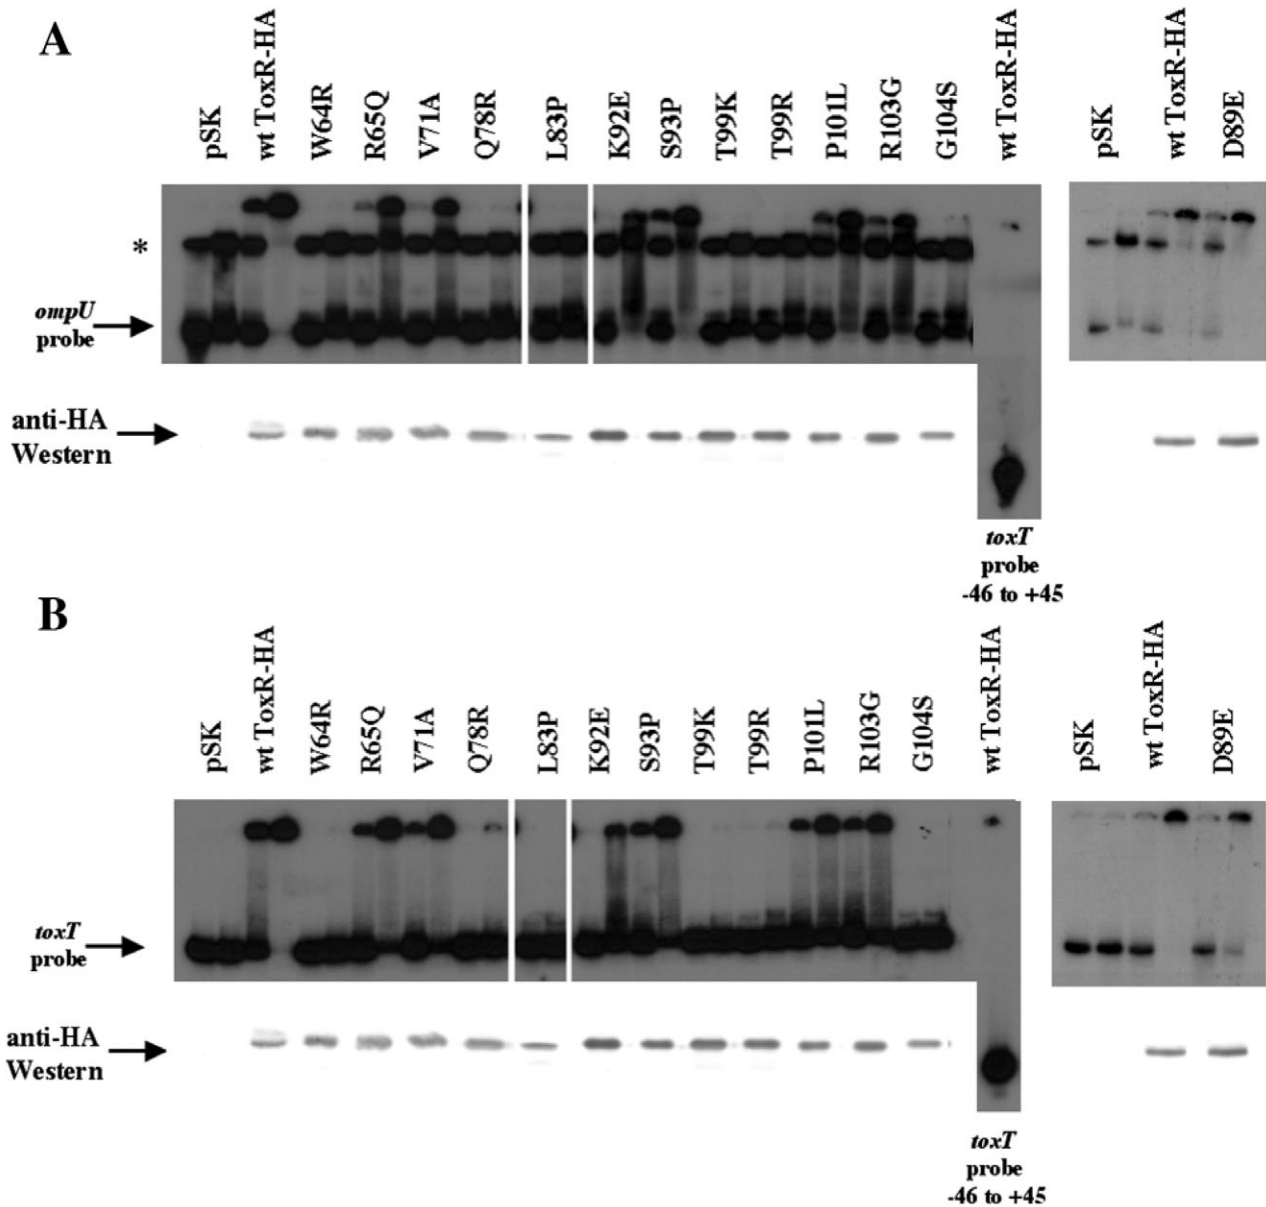 A
pSK
wt ToxR-HA
W64R
R65Q
V71A
Q78R
L83P
K92E
S93P
T99K
T99R
P101L
R103G
G104S
wt ToxR-HA
pSK
wt ToxR-HA
D89E
*
ompU
probe
anti-HA
Western
toxT
probe
-46 to +45
B
pSK
wt ToxR-HA
W64R
R65Q
V71A
Q78R
L83P
K92E
S93P
T99K
T99R
P101L
R103G
G104S
wt ToxR-HA
pSK
wt ToxR-HA
D89E
toxT
probe
anti-HA
Western
toxT
probe
-46 to +45